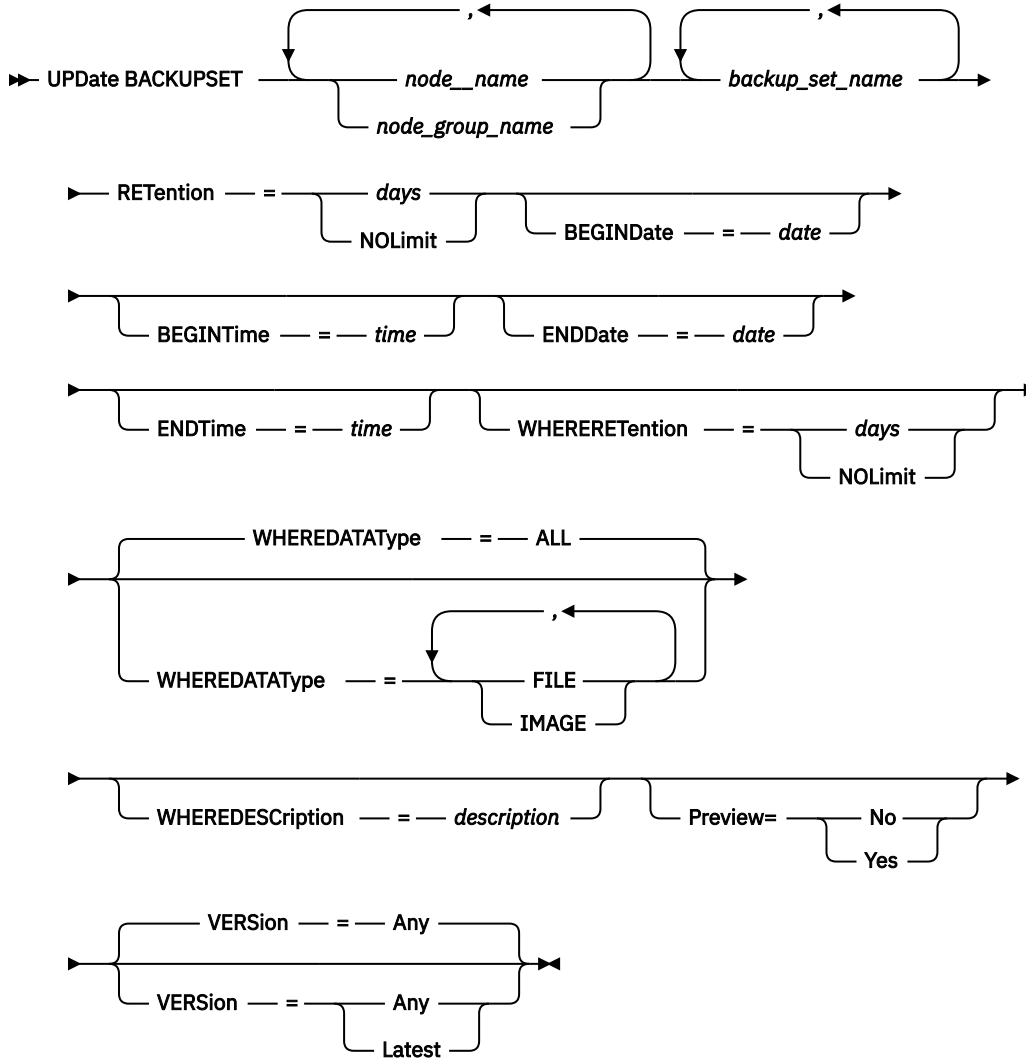 ,
,
UPDate BACKUPSET node__name backup_set_name
node_group_name
RETention = days
NOLimit
BEGINDate = date
BEGINTime = time
ENDDate = date
ENDTime = time
WHERERETention = days
NOLimit
WHEREDATAType = ALL
,
WHEREDATAType = FILE
IMAGE
WHEREDESCription = description
Preview= No
Yes
VERSion = Any
VERSion = Any
Latest